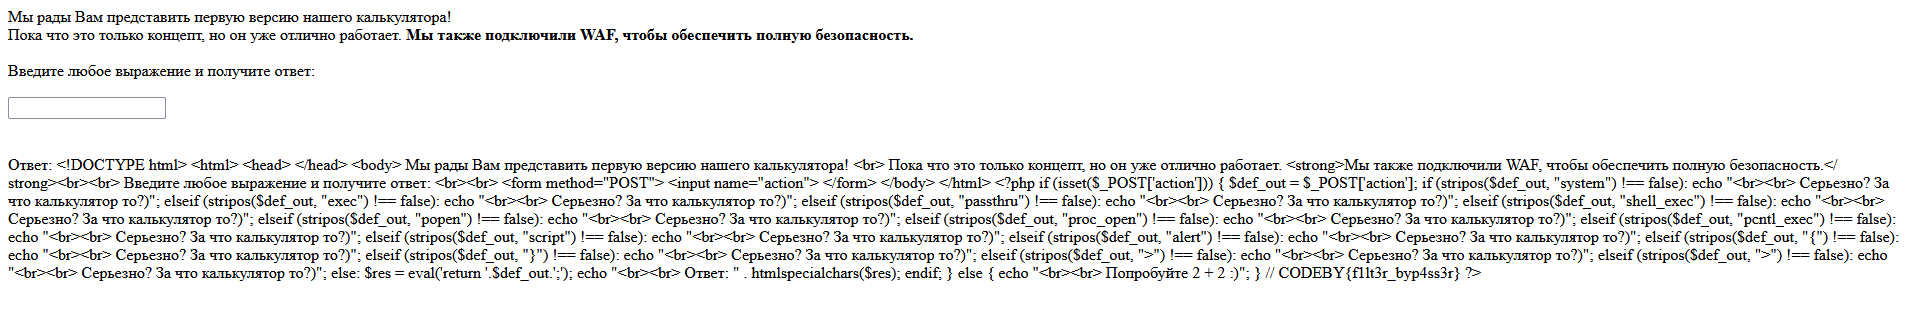 Мы рады Вам представить первую версию нашего калькулятора!
Пока что это только концепт, но он уже отлично работает. Мы также подключили WAF, чтобы обеспечить полную безопасность.
Введите любое выражение и получите ответ:
Ответ: <!DOCTYPE html> <html> <head> </head> <body> Мы рады Вам представить первую версию нашего калькулятора! <br> Пока что это только концепт, но он уже отлично работает. <strong>Мы также подключили WAF, чтобы обеспечить полную безопасность.</
strong><br><br> Введите любое выражение и получите ответ: <br><br> <form method="POST"> <input name="action"> </form> </body> </html> <?php if (isset($_POST['action'])) { $def_out = $_POST['action']; if (stripos($def_out, "system") !== false): echo "<br><br> Серьезно? За
что калькулятор то?)"; elseif (stripos($def_out, "exec") !== false): echo "<br><br> Серьезно? За что калькулятор то?)"; elseif (stripos($def_out, "passthru") !== false): echo "<br><br> Серьезно? За что калькулятор то?)"; elseif (stripos($def_out, "shell_exec") !== false): echo "<br><br>
Серьезно? За что калькулятор то?)"; elseif (stripos($def_out, "popen") !== false): echo "<br><br> Серьезно? За что калькулятор то?)"; elseif (stripos($def_out, "proc_open") !== false): echo "<br><br> Серьезно? За что калькулятор то?)"; elseif (stripos($def_out, "pcntl_exec") !== false):
echo "<br><br> Серьезно? За что калькулятор то?)"; elseif (stripos($def_out, "script") !== false): echo "<br><br> Серьезно? За что калькулятор то?)"; elseif (stripos($def_out, "alert") !== false): echo "<br><br> Серьезно? За что калькулятор то?)"; elseif (stripos($def_out, "{") !== false):
echo "<br><br> Серьезно? За что калькулятор то?)"; elseif (stripos($def_out, "}") !== false): echo "<br><br> Серьезно? За что калькулятор то?)"; elseif (stripos($def_out, ">") !== false): echo "<br><br> Серьезно? За что калькулятор то?)"; elseif (stripos($def_out, ">") !== false): echo
"<br><br> Серьезно? За что калькулятор то?)"; else: $res = eval('return '.$def_out.';'); echo "<br><br> Ответ: " . htmlspecialchars($res); endif; } else { echo "<br><br> Попробуйте 2 + 2 :)"; } // CODEBY{f1lt3r_byp4ss3r} ?>